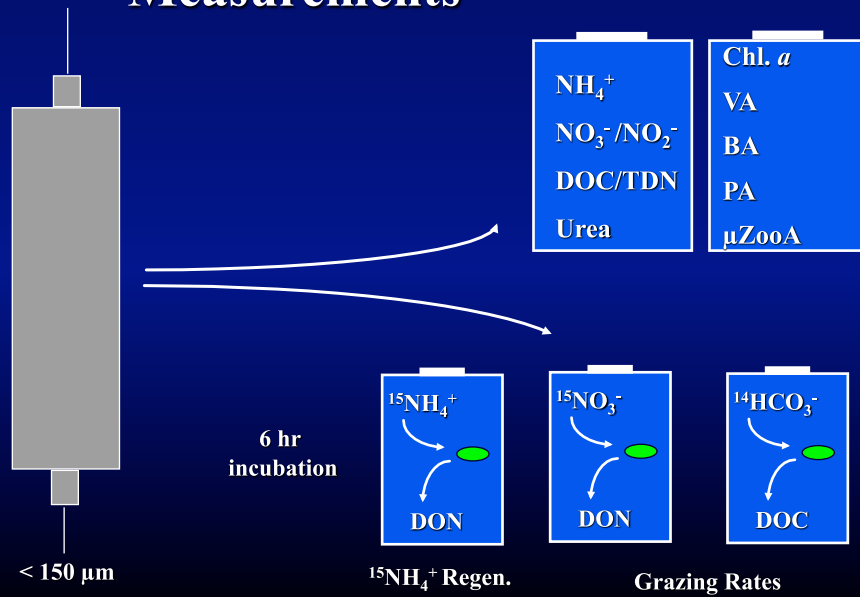 Measurements
NH₄⁺
NO₃⁻/NO₂⁻
DOC/TDN
Urea
Chl. a
VA
BA
PA
µZooA
¹⁵NH₄⁺
DON
¹⁵NO₃⁻
DON
¹⁴HCO₃⁻
DOC
6 hr
incubation
< 150 µm
¹⁵NH₄⁺ Regen.
Grazing Rates